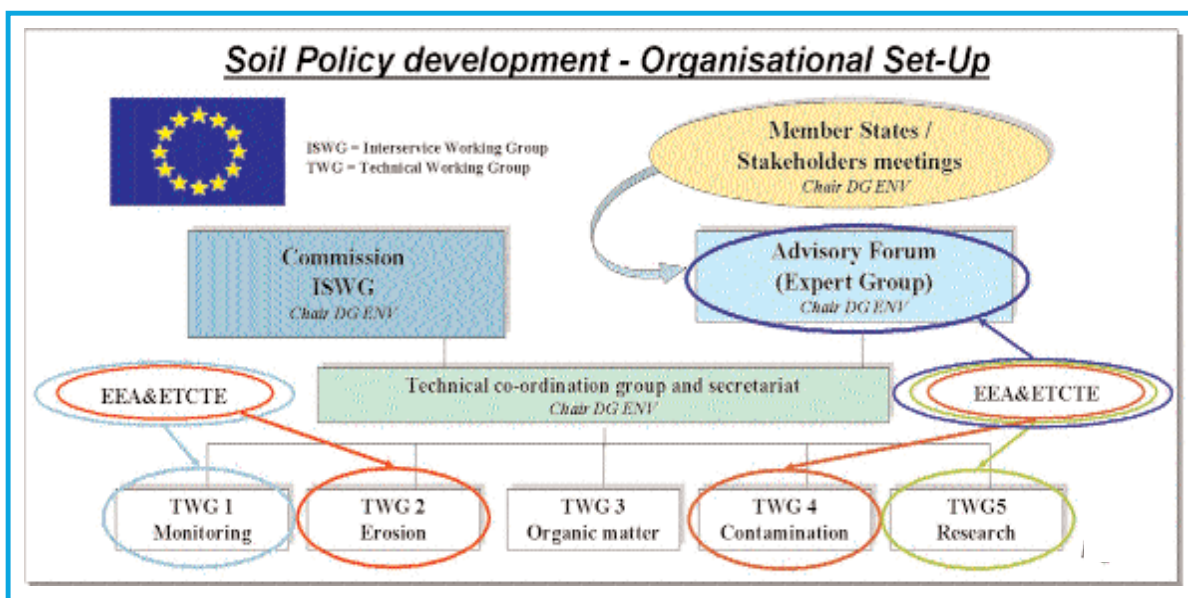 Soil Policy development - Organisational Set-Up
ISWG = Interservice Working Group
TWG = Technical Working Group
Member States /
Stakeholders meetings
Chair DG ENV
Commission
ISWG
Chair DG ENV
Advisory Forum
(Expert Group)
Chair DG ENV
EEA&ETCTE
Technical co-ordination group and secretariat
Chair DG ENV
EEA&ETCTE
TWG 1
Monitoring
TWG 2
Erosion
TWG 3
Organic matter
TWG 4
Contamination
TWG5
Research